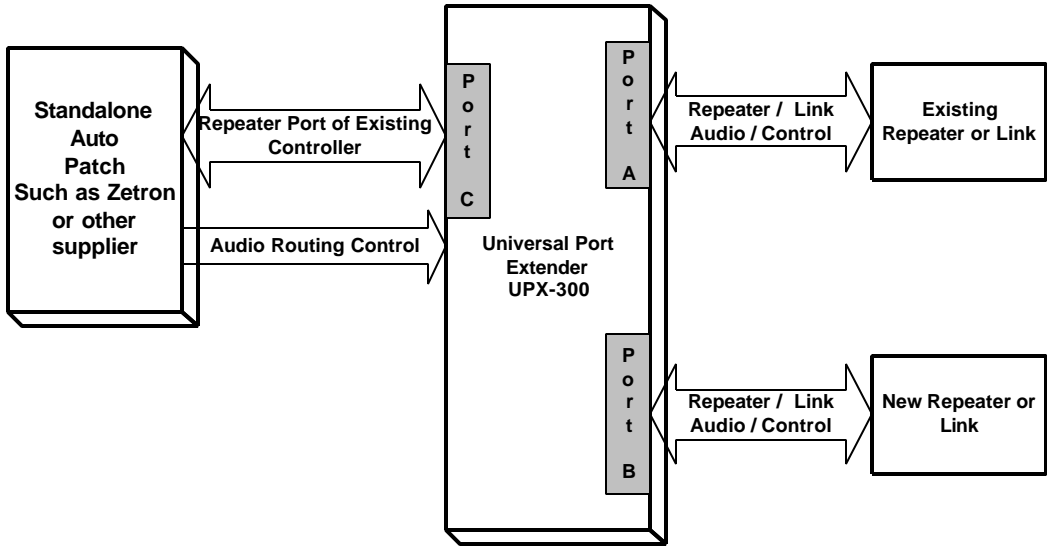 Standalone
Auto
Patch
Such as Zetron
or other
supplier
Repeater Port of Existing
Controller
Audio Routing Control
P
o
r
t
C
Universal Port
Extender
UPX-300
P
o
r
t
A
Repeater / Link
Audio / Control
Existing
Repeater or Link
P
o
r
t
B
Repeater / Link
Audio / Control
New Repeater or
Link